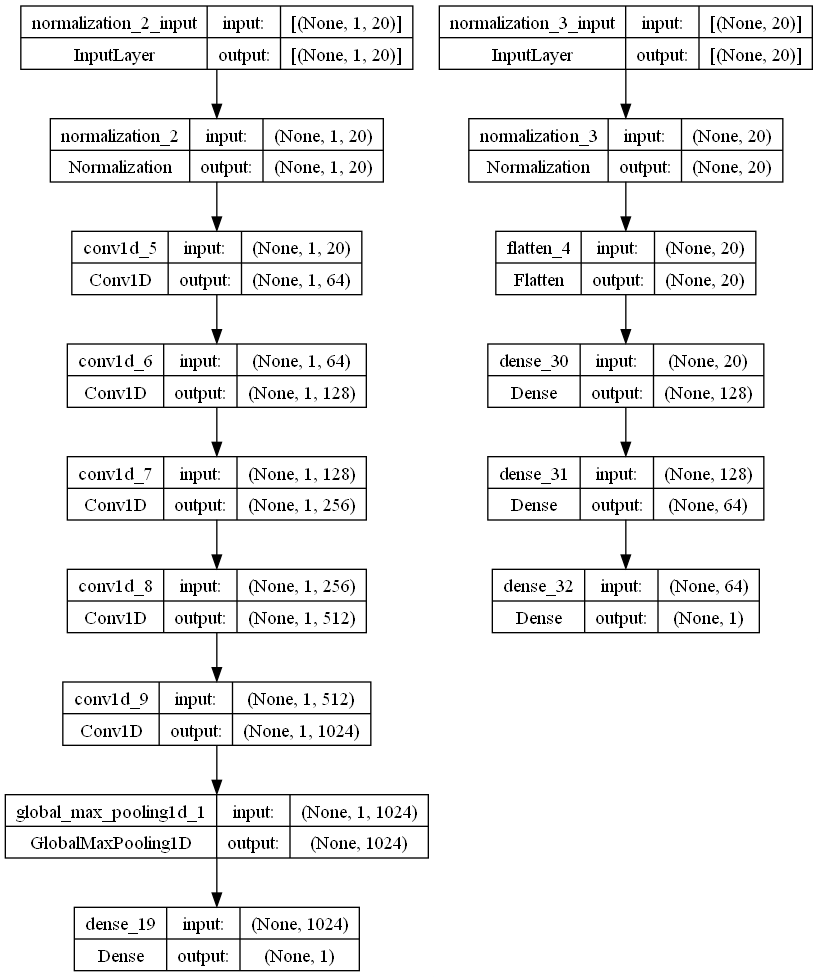 normalization_2_input input: [(None, 1, 20)]
InputLayer output: [(None, 1, 20)]
normalization_2 input: (None, 1, 20)
Normalization output: (None, 1, 20)
conv1d_5 input: (None, 1, 20)
Conv1D output: (None, 1, 64)
conv1d_6 input: (None, 1, 64)
Conv1D output: (None, 1, 128)
conv1d_7 input: (None, 1, 128)
Conv1D output: (None, 1, 256)
conv1d_8 input: (None, 1, 256)
Conv1D output: (None, 1, 512)
conv1d_9 input: (None, 1, 512)
Conv1D output: (None, 1, 1024)
global_max_pooling1d_1 input: (None, 1, 1024)
GlobalMaxPooling1D output: (None, 1024)
dense_19 input: (None, 1024)
Dense output: (None, 1)
normalization_3_input input: [(None, 20)]
InputLayer output: [(None, 20)]
normalization_3 input: (None, 20)
Normalization output: (None, 20)
flatten_4 input: (None, 20)
Flatten output: (None, 20)
dense_30 input: (None, 20)
Dense output: (None, 128)
dense_31 input: (None, 128)
Dense output: (None, 64)
dense_32 input: (None, 64)
Dense output: (None, 1)